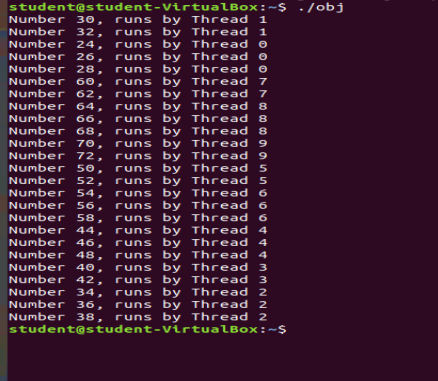 student@student-VirtualBox:~$ ./obj
Number 30, runs by Thread 1
Number 32, runs by Thread 1
Number 24, runs by Thread 0
Number 26, runs by Thread 0
Number 28, runs by Thread 0
Number 60, runs by Thread 7
Number 62, runs by Thread 7
Number 64, runs by Thread 8
Number 66, runs by Thread 8
Number 68, runs by Thread 8
Number 70, runs by Thread 9
Number 72, runs by Thread 9
Number 50, runs by Thread 5
Number 52, runs by Thread 5
Number 54, runs by Thread 6
Number 56, runs by Thread 6
Number 58, runs by Thread 6
Number 44, runs by Thread 4
Number 46, runs by Thread 4
Number 48, runs by Thread 4
Number 40, runs by Thread 3
Number 42, runs by Thread 3
Number 34, runs by Thread 2
Number 36, runs by Thread 2
Number 38, runs by Thread 2
student@student-VirtualBox:~$